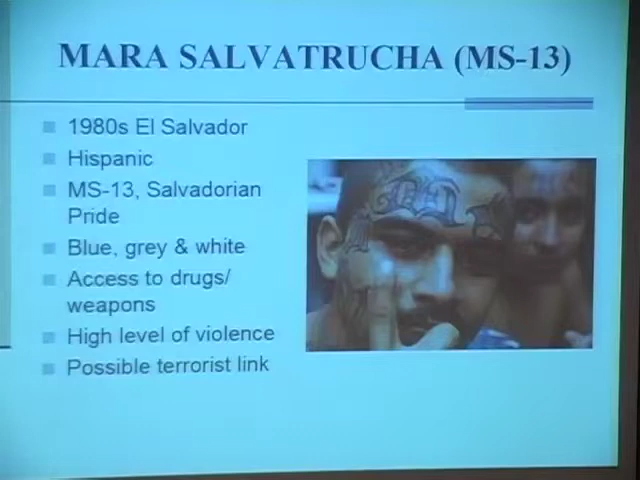 MARA SALVATRUCHA (MS-13)
1980s El Salvador
Hispanic
MS-13, Salvadorian
Pride
Blue, grey & white
Access to drugs/
weapons
High level of violence
Possible terrorist link